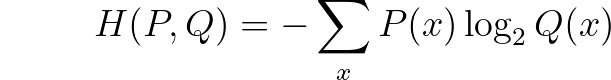 H(P, Q) = − ∑ₓ P(x) log₂ Q(x)